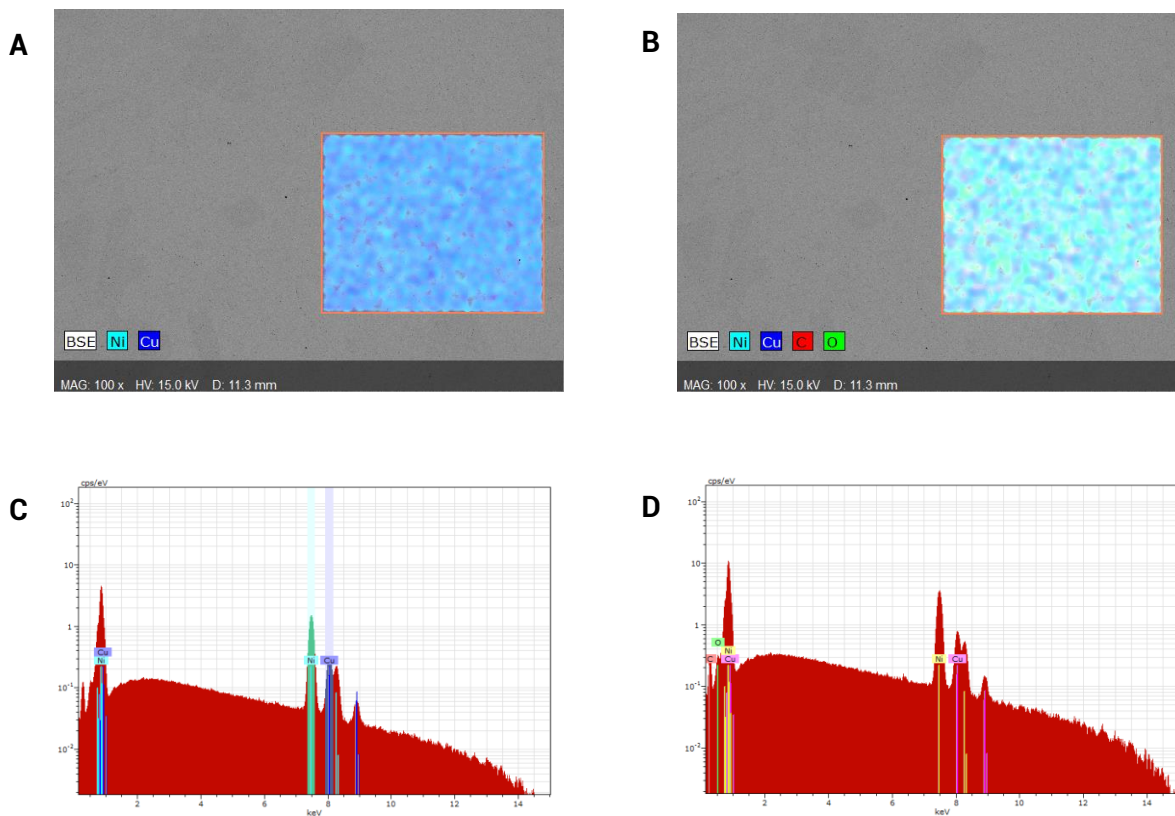 A
BSE Ni Cu
MAG: 100 x HV: 15.0 kV D: 11.3 mm
B
BSE Ni Cu C O
MAG: 100 x HV: 15.0 kV D: 11.3 mm
C
cps/eV
10²
10
1
10⁻¹
10⁻²
Cu
Ni
Ni Cu
2 4 6 8 10 12 14
keV
D
cps/eV
10²
10
1
10⁻¹
10⁻²
O
Ni
C Cu
Ni Cu
2 4 6 8 10 12 14
keV